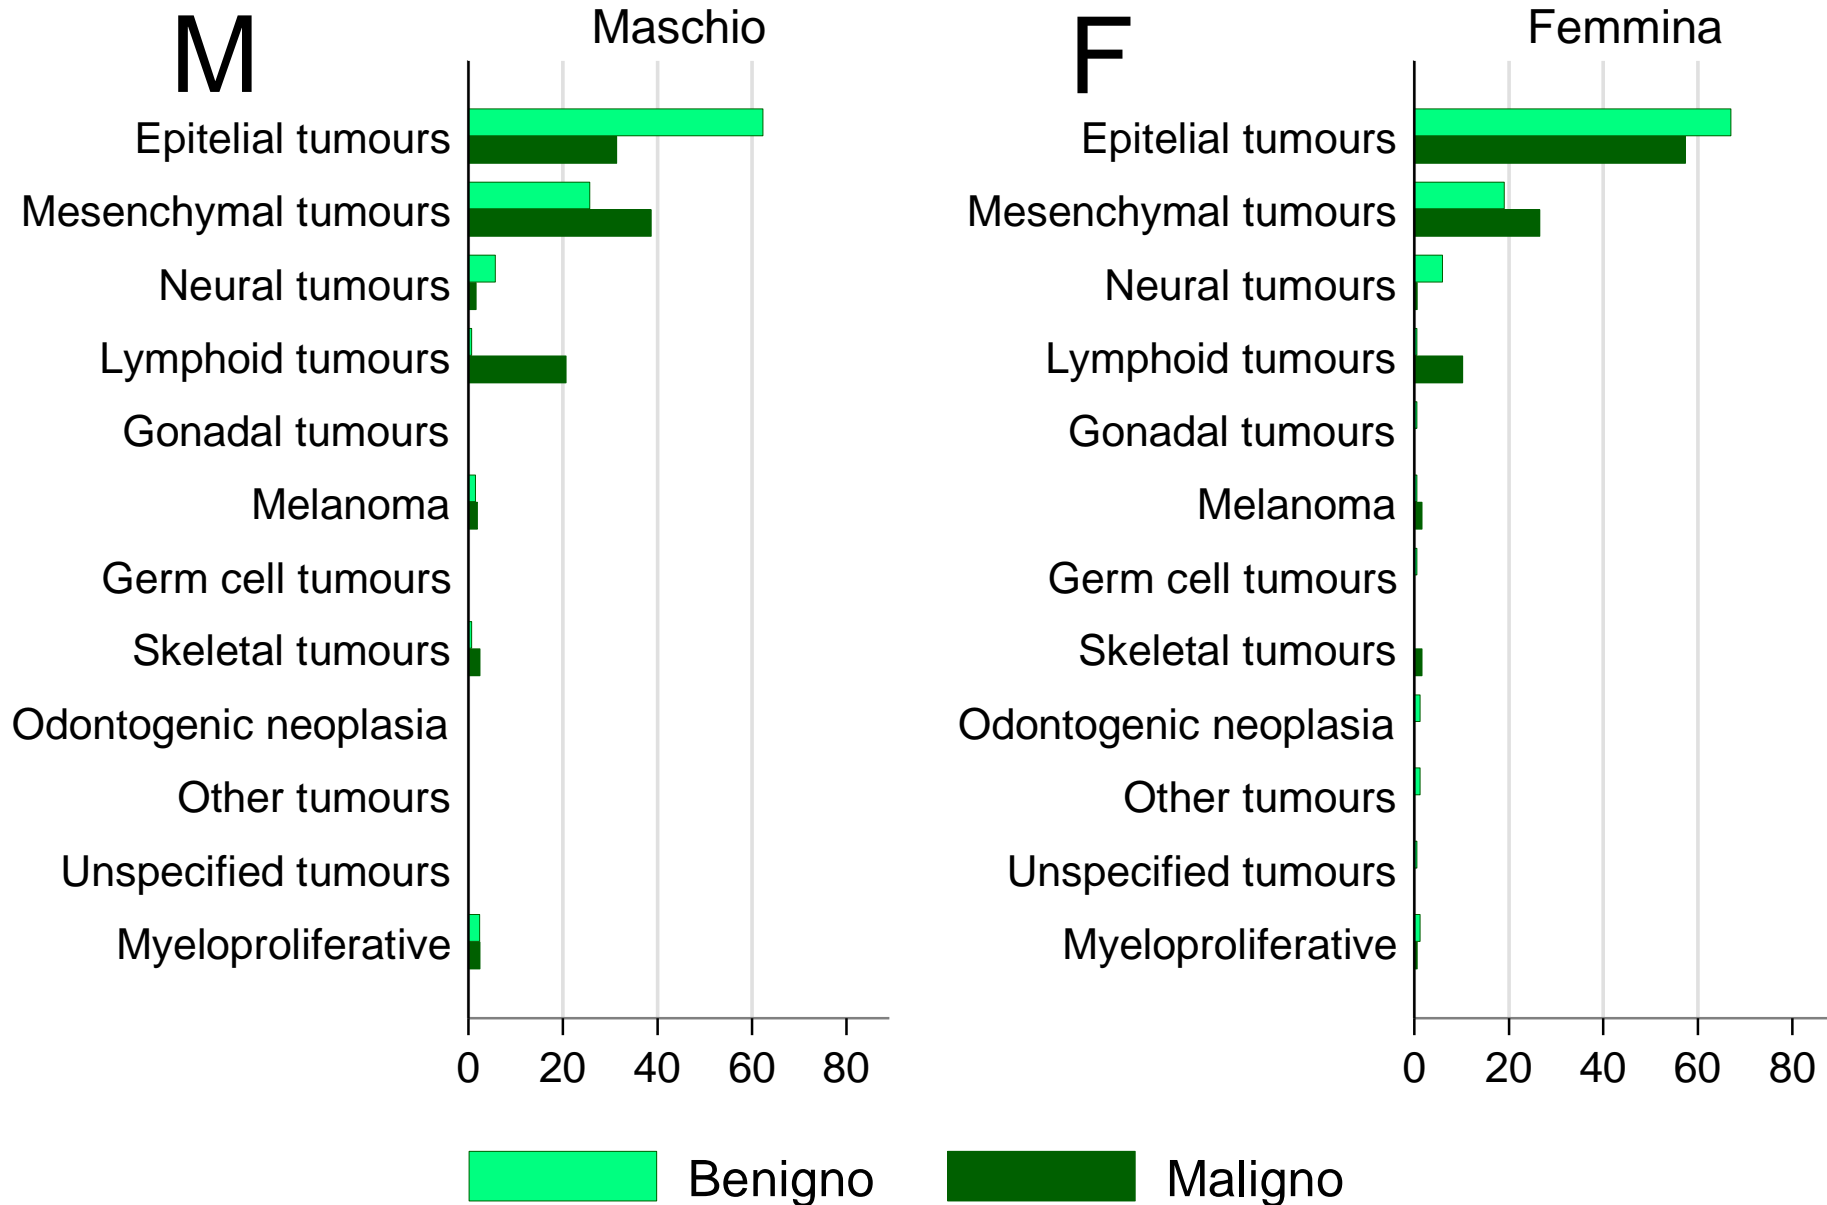 M
Maschio
Epitelial tumours
Mesenchymal tumours
Neural tumours
Lymphoid tumours
Gonadal tumours
Melanoma
Germ cell tumours
Skeletal tumours
Odontogenic neoplasia
Other tumours
Unspecified tumours
Myeloproliferative
0 20 40 60 80
F
Femmina
Epitelial tumours
Mesenchymal tumours
Neural tumours
Lymphoid tumours
Gonadal tumours
Melanoma
Germ cell tumours
Skeletal tumours
Odontogenic neoplasia
Other tumours
Unspecified tumours
Myeloproliferative
0 20 40 60 80
Benigno Maligno